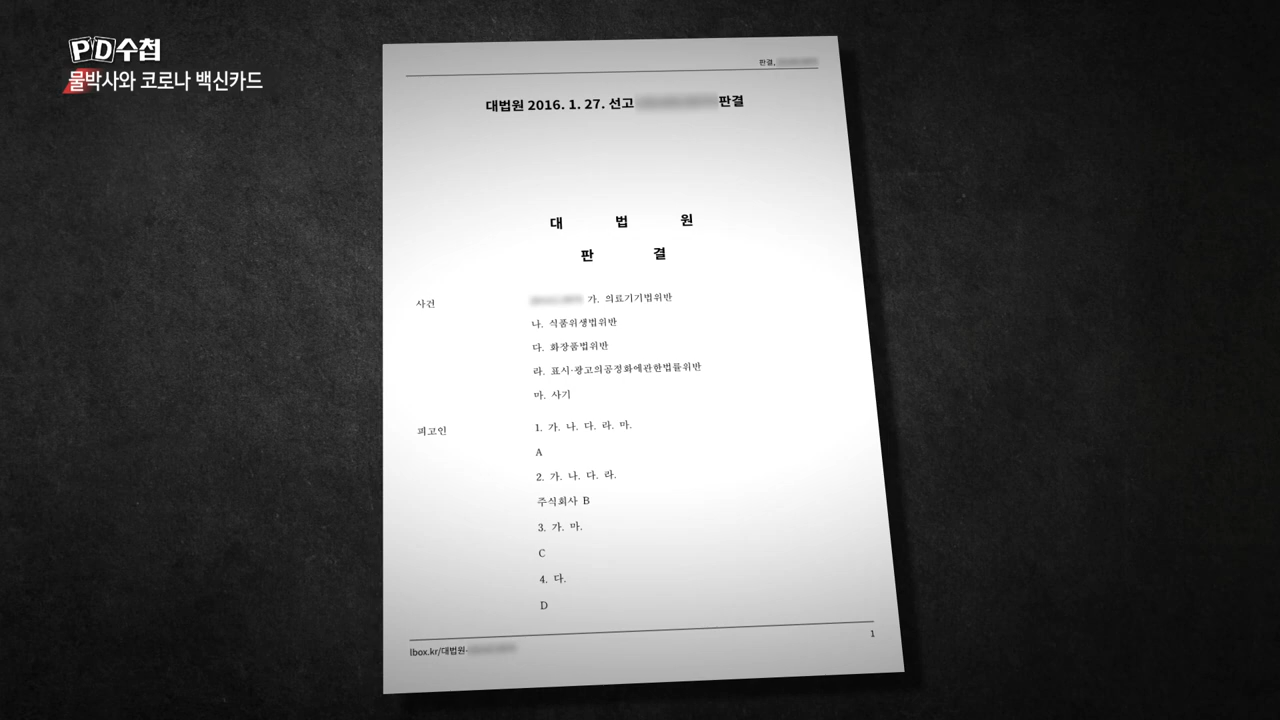 PD수첩
물박사와 코로나 백신카드
판결,
대법원 2016. 1. 27. 선고 판결
대 법 원
판 결
사건 가. 의료기기법위반
나. 식품위생법위반
다. 화장품법위반
라. 표시·광고의공정화에관한법률위반
마. 사기
피고인 1. 가. 나. 다. 라. 마.
A
2. 가. 나. 다. 라.
주식회사 B
3. 가. 마.
C
4. 다.
D
1
lbox.kr/대법원-